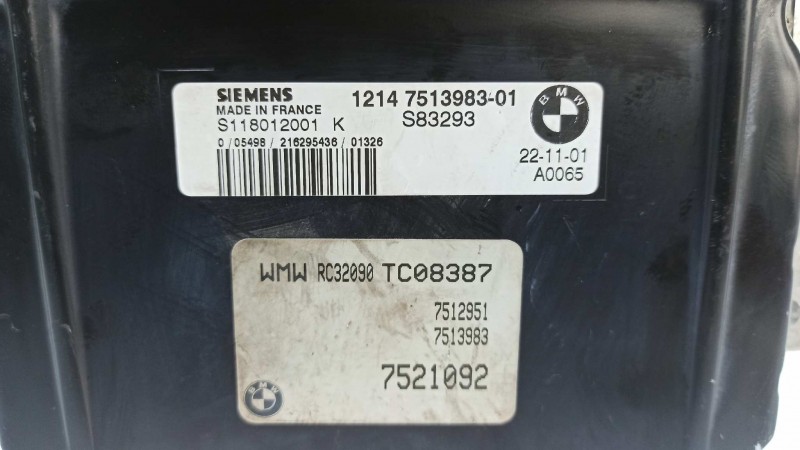 SIEMENS 1214 7513983-01 BMW
MADE IN FRANCE
S118012001 K S83293
0 / 05498 / 216295436 / 01326
22-11-01
A0065
WMW RC32090 TC08387
7512951
7513983
7521092
BMW